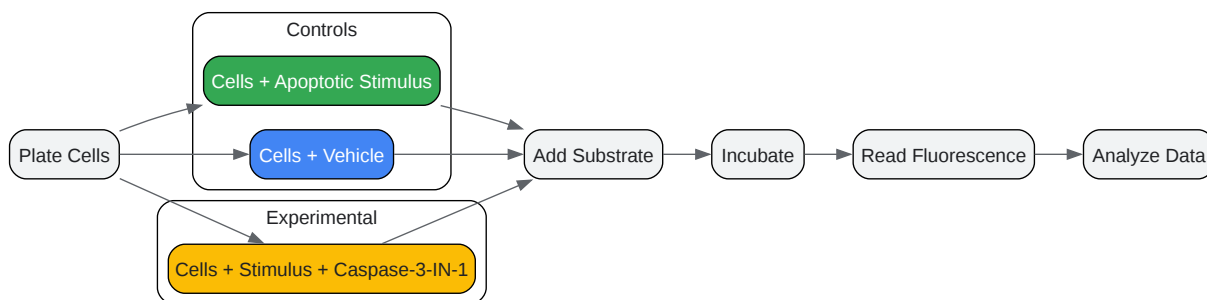 Controls
Cells + Apoptotic Stimulus
Plate Cells
Cells + Vehicle
Add Substrate
Incubate
Read Fluorescence
Analyze Data
Experimental
Cells + Stimulus + Caspase-3-IN-1